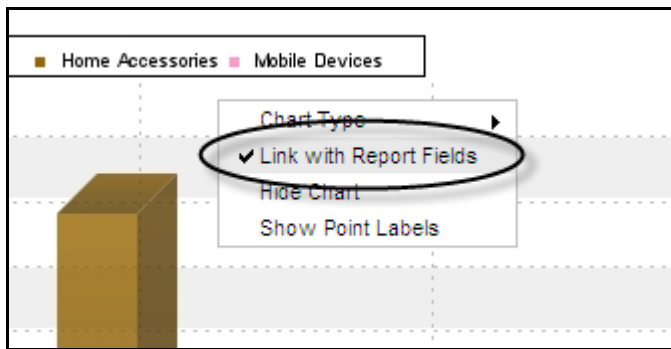 Home Accessories Mobile Devices
Chart Type
Link with Report Fields
Hide Chart
Show Point Labels